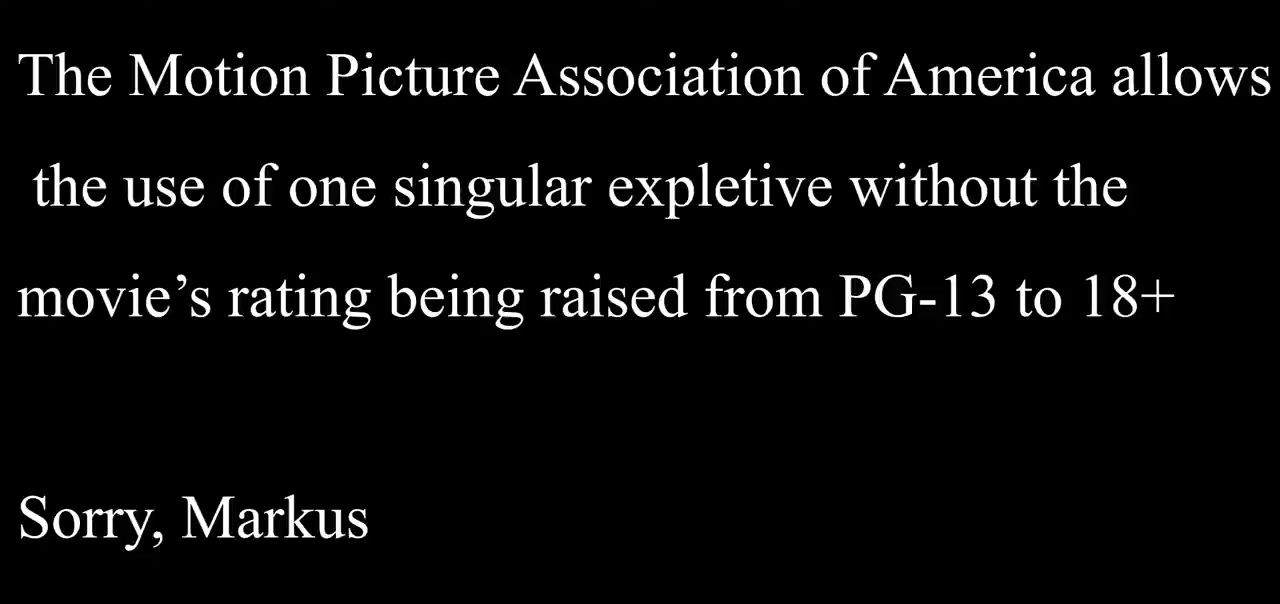 The Motion Picture Association of America allows
the use of one singular expletive without the
movie’s rating being raised from PG-13 to 18+
Sorry, Markus